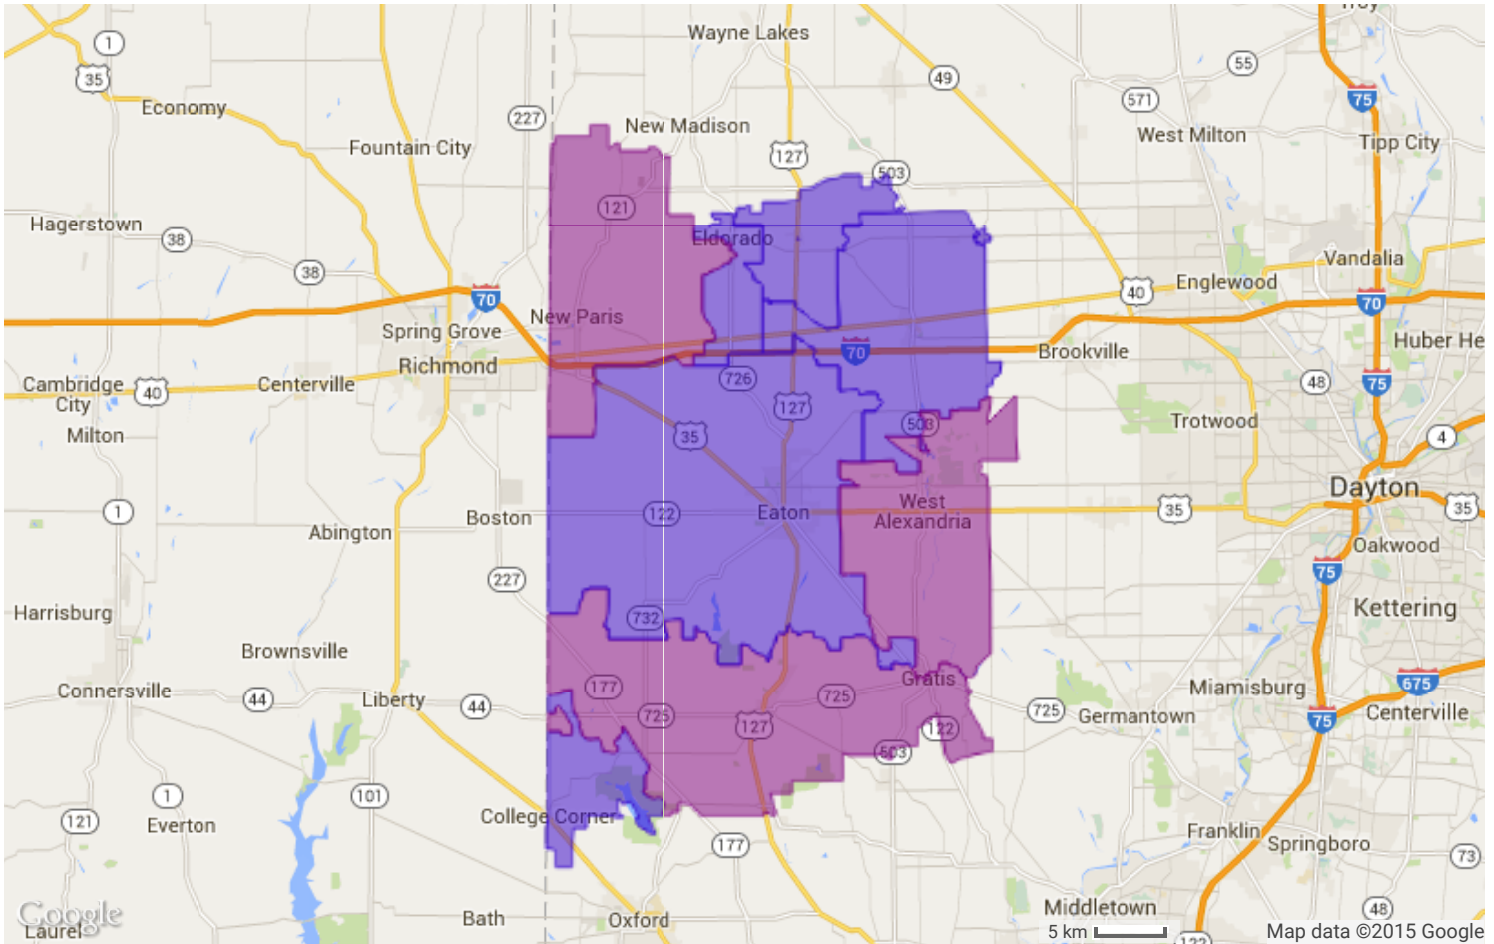 Troy
Wayne Lakes
1
55
35
49
75
571
Economy
227
New Madison
West Milton
Tipp City
Fountain City
127
503
121
Hagerstown
38
Eldorado
Vandalia
38
Englewood
70
40
70
New Paris
Spring Grove
Huber He
70
Brookville
Richmond
726
Cambridge
City
40
Centerville
48
75
127
503
Trotwood
Milton
35
4
Dayton
1
122
Eaton
West
Alexandria
35
35
Boston
Abington
Oakwood
75
227
Harrisburg
732
Kettering
Brownsville
Gratis
Connersville
44
Liberty
44
177
725
725
Miamisburg
675
127
122
725
Germantown
75
Centerville
503
1
101
121
Everton
College Corner
177
Franklin
Springboro
73
Google
Laurel
Bath
Oxford
Middletown
48
5 km
122
Map data ©2015 Google